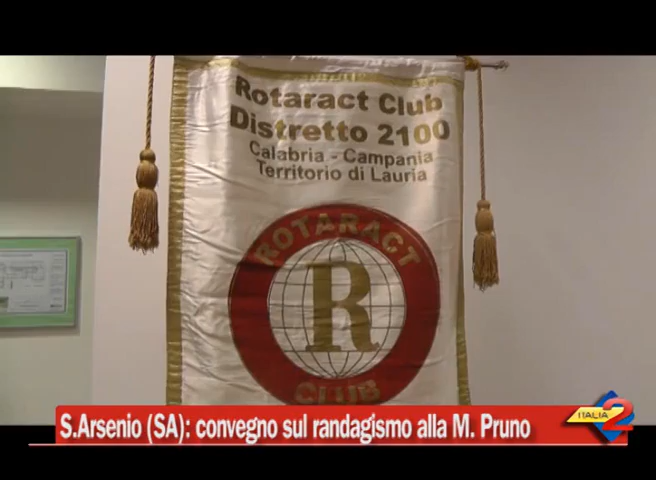 Rotaract Club
Distretto 2100
Calabria - Campania
Territorio di Lauria
ROTARACT
R
CLUB
S.Arsenio (SA): convegno sul randagismo alla M. Pruno
ITALIA 2